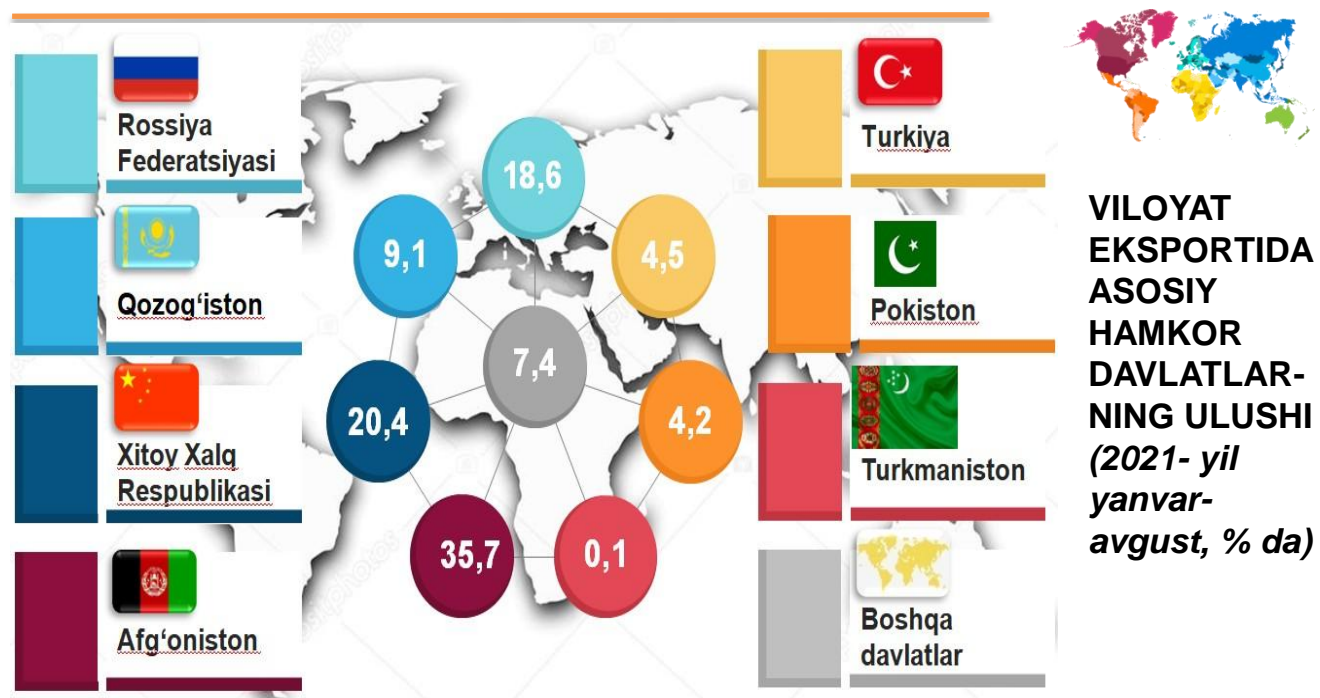 Rossiya
Federatsiyasi
Qozog‘iston
Xitoy Xalq
Respublikasi
Afg‘oniston
18,6
9,1
4,5
7,4
20,4
4,2
35,7
0,1
Turkiya
Pokiston
Turkmaniston
Boshqa
davlatlar
VILOYAT
EKSPORTIDA
ASOSIY
HAMKOR
DAVLATLAR-
NING ULUSHI
(2021- yil
yanvar-
avgust, % da)